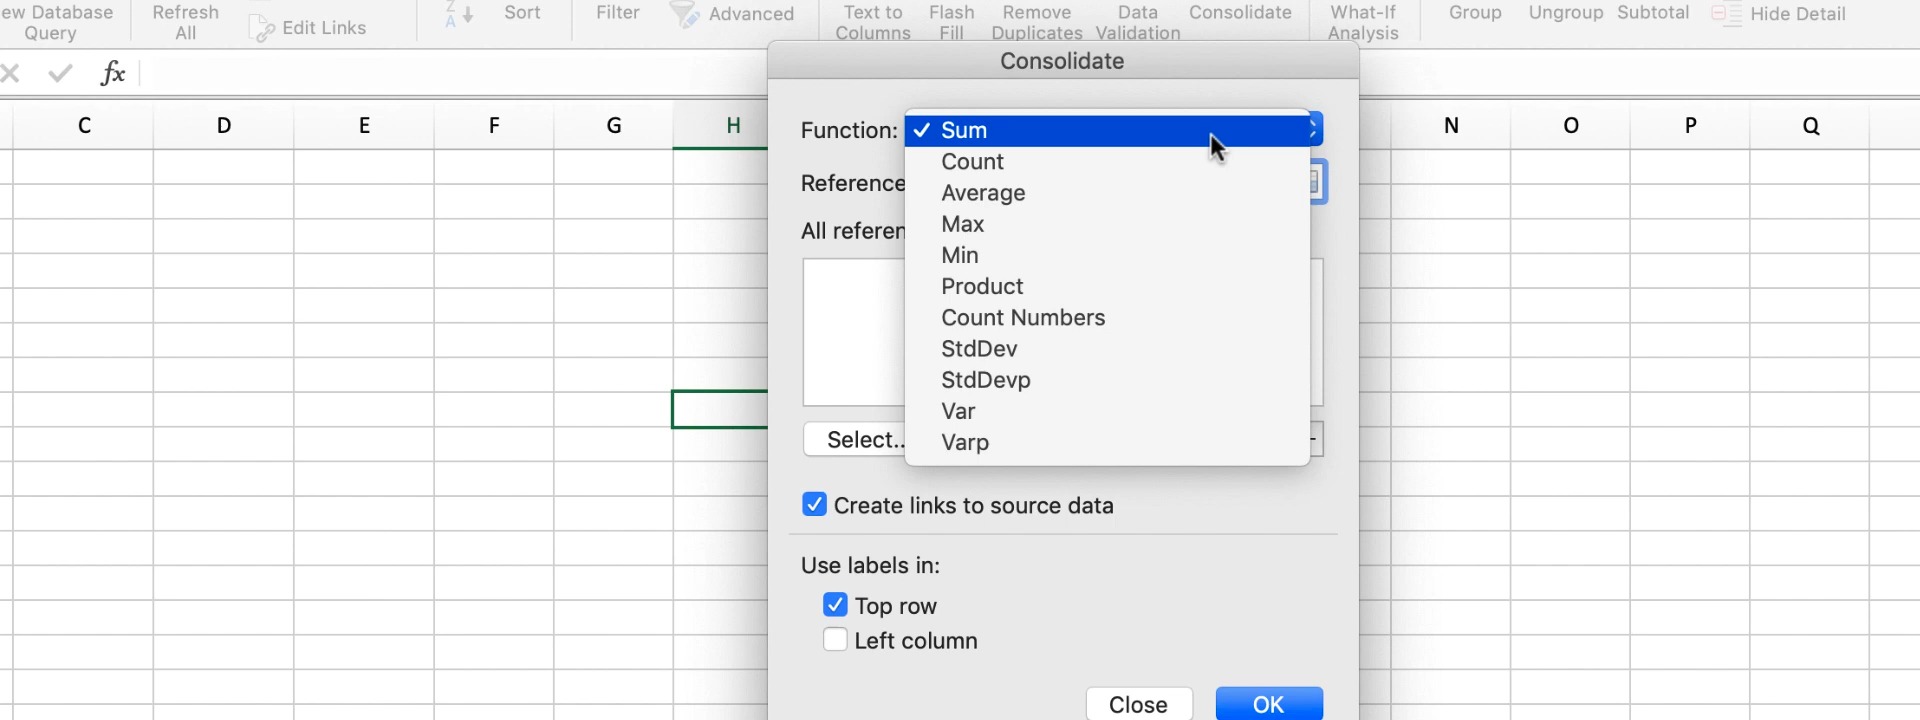 ew Database
Query
Refresh
All
Edit Links
Z
A
Sort
Filter
Advanced
Text to
Columns
Flash
Fill
Remove
Duplicates
Data
Validation
Consolidate
What-If
Analysis
Group
Ungroup
Subtotal
Hide Detail
fx
Consolidate
C D E F G H N O P Q
Function:
✓ Sum
Count
Reference
Average
All referen
Max
Min
Product
Count Numbers
StdDev
StdDevp
Var
Select..
Varp
Create links to source data
Use labels in:
Top row
Left column
Close
OK